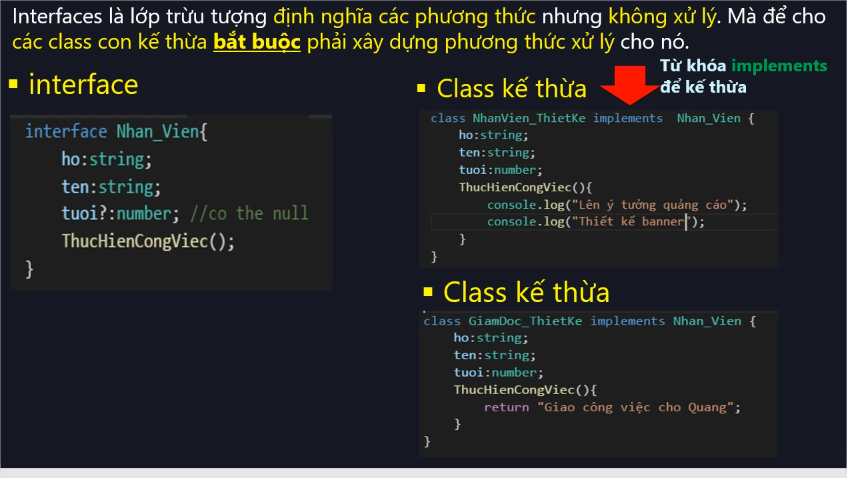 Interfaces là lớp trừu tượng định nghĩa các phương thức nhưng không xử lý. Mà để cho
các class con kế thừa bắt buộc phải xây dựng phương thức xử lý cho nó.
▪ interface
interface Nhan_Vien{
ho:string;
ten:string;
tuoi?:number; //co the null
ThucHienCongViec();
}
▪ Class kế thừa
Từ khóa implements
để kế thừa
class NhanVien_ThietKe implements Nhan_Vien {
ho:string;
ten:string;
tuoi:number;
ThucHienCongViec(){
console.log("Lên ý tưởng quảng cáo");
console.log("Thiết kế banner");
}
}
▪ Class kế thừa
class GiamDoc_ThietKe implements Nhan_Vien {
ho:string;
ten:string;
tuoi:number;
ThucHienCongViec(){
return "Giao công việc cho Quang";
}
}